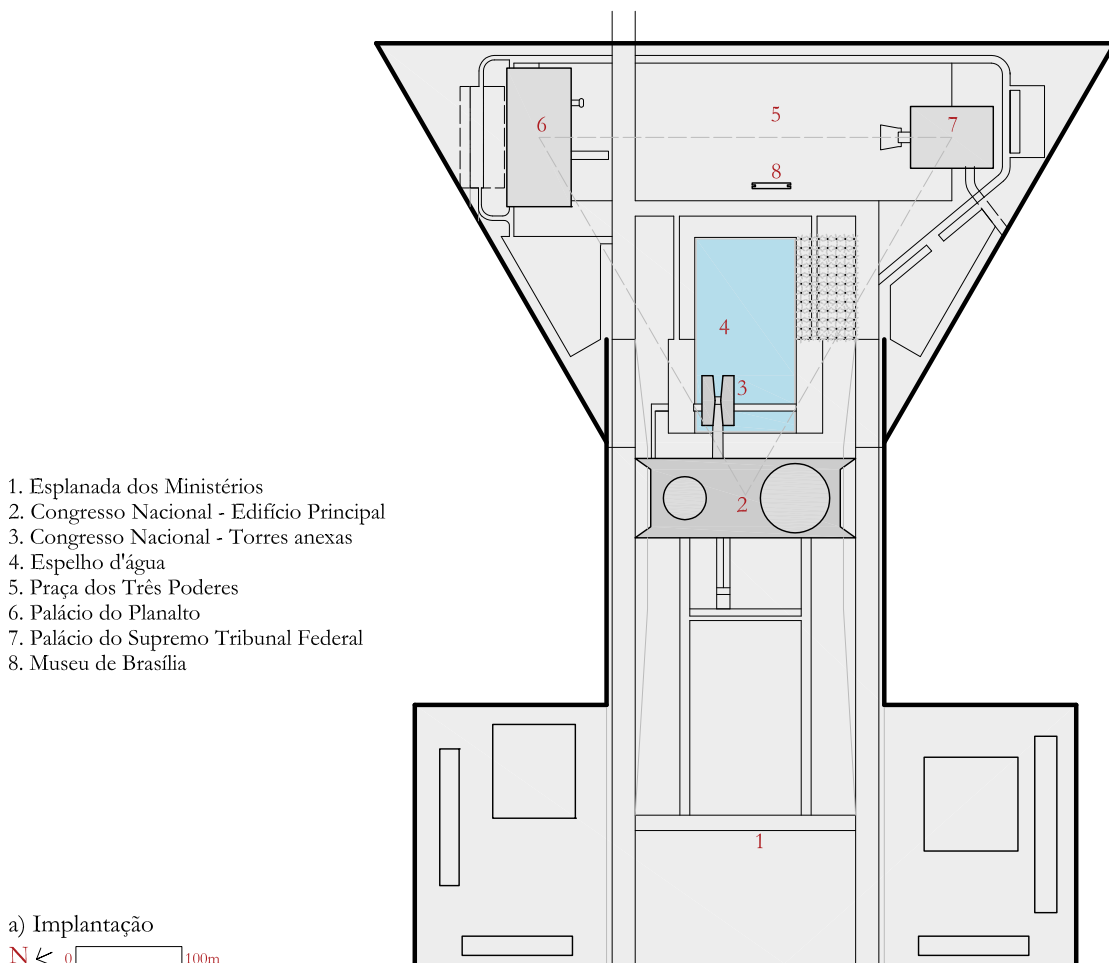 6
5
7
8
4
3
2
1
1. Esplanada dos Ministérios
2. Congresso Nacional - Edifício Principal
3. Congresso Nacional - Torres anexas
4. Espelho d'água
5. Praça dos Três Poderes
6. Palácio do Planalto
7. Palácio do Supremo Tribunal Federal
8. Museu de Brasília
a) Implantação
N 0 100m